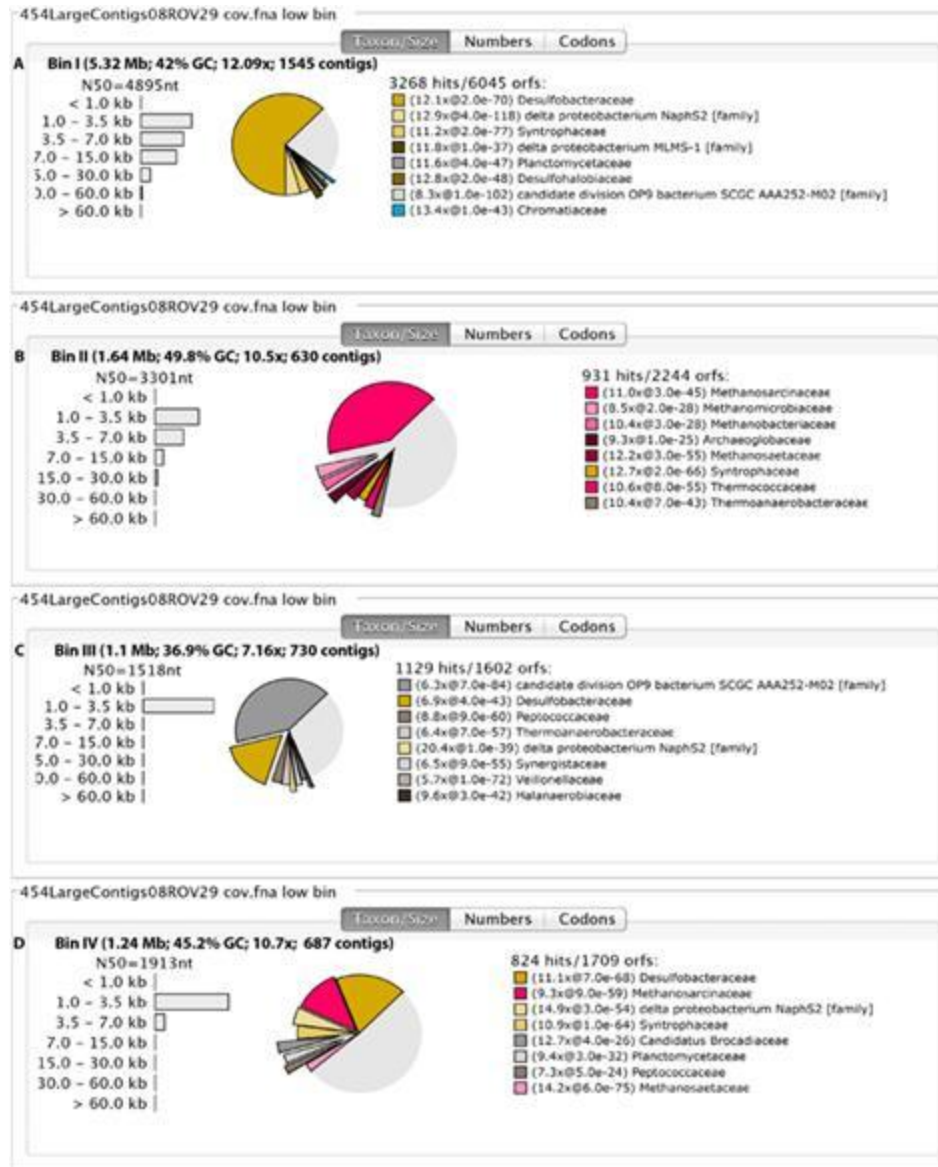 454LargeContigs08ROV29 cov.fna low bin
Taxon/Size Numbers Codons
A Bin I (5.32 Mb; 42% GC; 12.09x; 1545 contigs)
N50=4895nt
< 1.0 kb
1.0 - 3.5 kb
3.5 - 7.0 kb
7.0 - 15.0 kb
5.0 - 30.0 kb
0.0 - 60.0 kb
> 60.0 kb
3268 hits/6045 orfs:
(12.1x@2.0e-70) Desulfobacteraceae
(12.9x@4.0e-118) delta proteobacterium NaphS2 [family]
(11.2x@2.0e-77) Syntrophaceae
(11.8x@1.0e-37) delta proteobacterium MLMS-1 [family]
(11.6x@4.0e-47) Planctomycetaceae
(12.8x@2.0e-48) Desulfohalobiaceae
(8.3x@1.0e-102) candidate division OP9 bacterium SCGC AAA252-M02 [family]
(13.4x@1.0e-43) Chromatiaceae
454LargeContigs08ROV29 cov.fna low bin
Taxon/Size Numbers Codons
B Bin II (1.64 Mb; 49.8% GC; 10.5x; 630 contigs)
N50=3301nt
< 1.0 kb
1.0 - 3.5 kb
3.5 - 7.0 kb
7.0 - 15.0 kb
15.0 - 30.0 kb
30.0 - 60.0 kb
> 60.0 kb
931 hits/2244 orfs:
(11.0x@3.0e-45) Methanosarcinaceae
(8.5x@2.0e-28) Methanomicrobiaceae
(10.4x@3.0e-28) Methanobacteriaceae
(9.3x@1.0e-25) Archaeoglobaceae
(12.2x@3.0e-55) Methanosaetaceae
(12.7x@2.0e-66) Syntrophaceae
(10.6x@8.0e-55) Thermococcaceae
(10.4x@7.0e-43) Thermoanaerobacteraceae
454LargeContigs08ROV29 cov.fna low bin
Taxon/Size Numbers Codons
C Bin III (1.1 Mb; 36.9% GC; 7.16x; 730 contigs)
N50=1518nt
< 1.0 kb
1.0 - 3.5 kb
3.5 - 7.0 kb
7.0 - 15.0 kb
5.0 - 30.0 kb
0.0 - 60.0 kb
> 60.0 kb
1129 hits/1602 orfs:
(6.3x@7.0e-84) candidate division OP9 bacterium SCGC AAA252-M02 [family]
(6.9x@4.0e-43) Desulfobacteraceae
(8.8x@9.0e-60) Peptococcaceae
(6.4x@7.0e-57) Thermoanaerobacteraceae
(20.4x@1.0e-39) delta proteobacterium NaphS2 [family]
(6.5x@9.0e-55) Synergistaceae
(5.7x@1.0e-72) Veillonellaceae
(9.6x@3.0e-42) Halanaerobiaceae
454LargeContigs08ROV29 cov.fna low bin
Taxon/Size Numbers Codons
D Bin IV (1.24 Mb; 45.2% GC; 10.7x; 687 contigs)
N50=1913nt
< 1.0 kb
1.0 - 3.5 kb
3.5 - 7.0 kb
7.0 - 15.0 kb
15.0 - 30.0 kb
30.0 - 60.0 kb
> 60.0 kb
824 hits/1709 orfs:
(11.1x@7.0e-68) Desulfobacteraceae
(9.3x@9.0e-59) Methanosarcinaceae
(14.9x@3.0e-54) delta proteobacterium NaphS2 [family]
(10.9x@1.0e-64) Syntrophaceae
(12.7x@4.0e-26) Candidatus Brocadiaceae
(9.4x@3.0e-32) Planctomycetaceae
(7.3x@5.0e-24) Peptococcaceae
(14.2x@6.0e-75) Methanosaetaceae